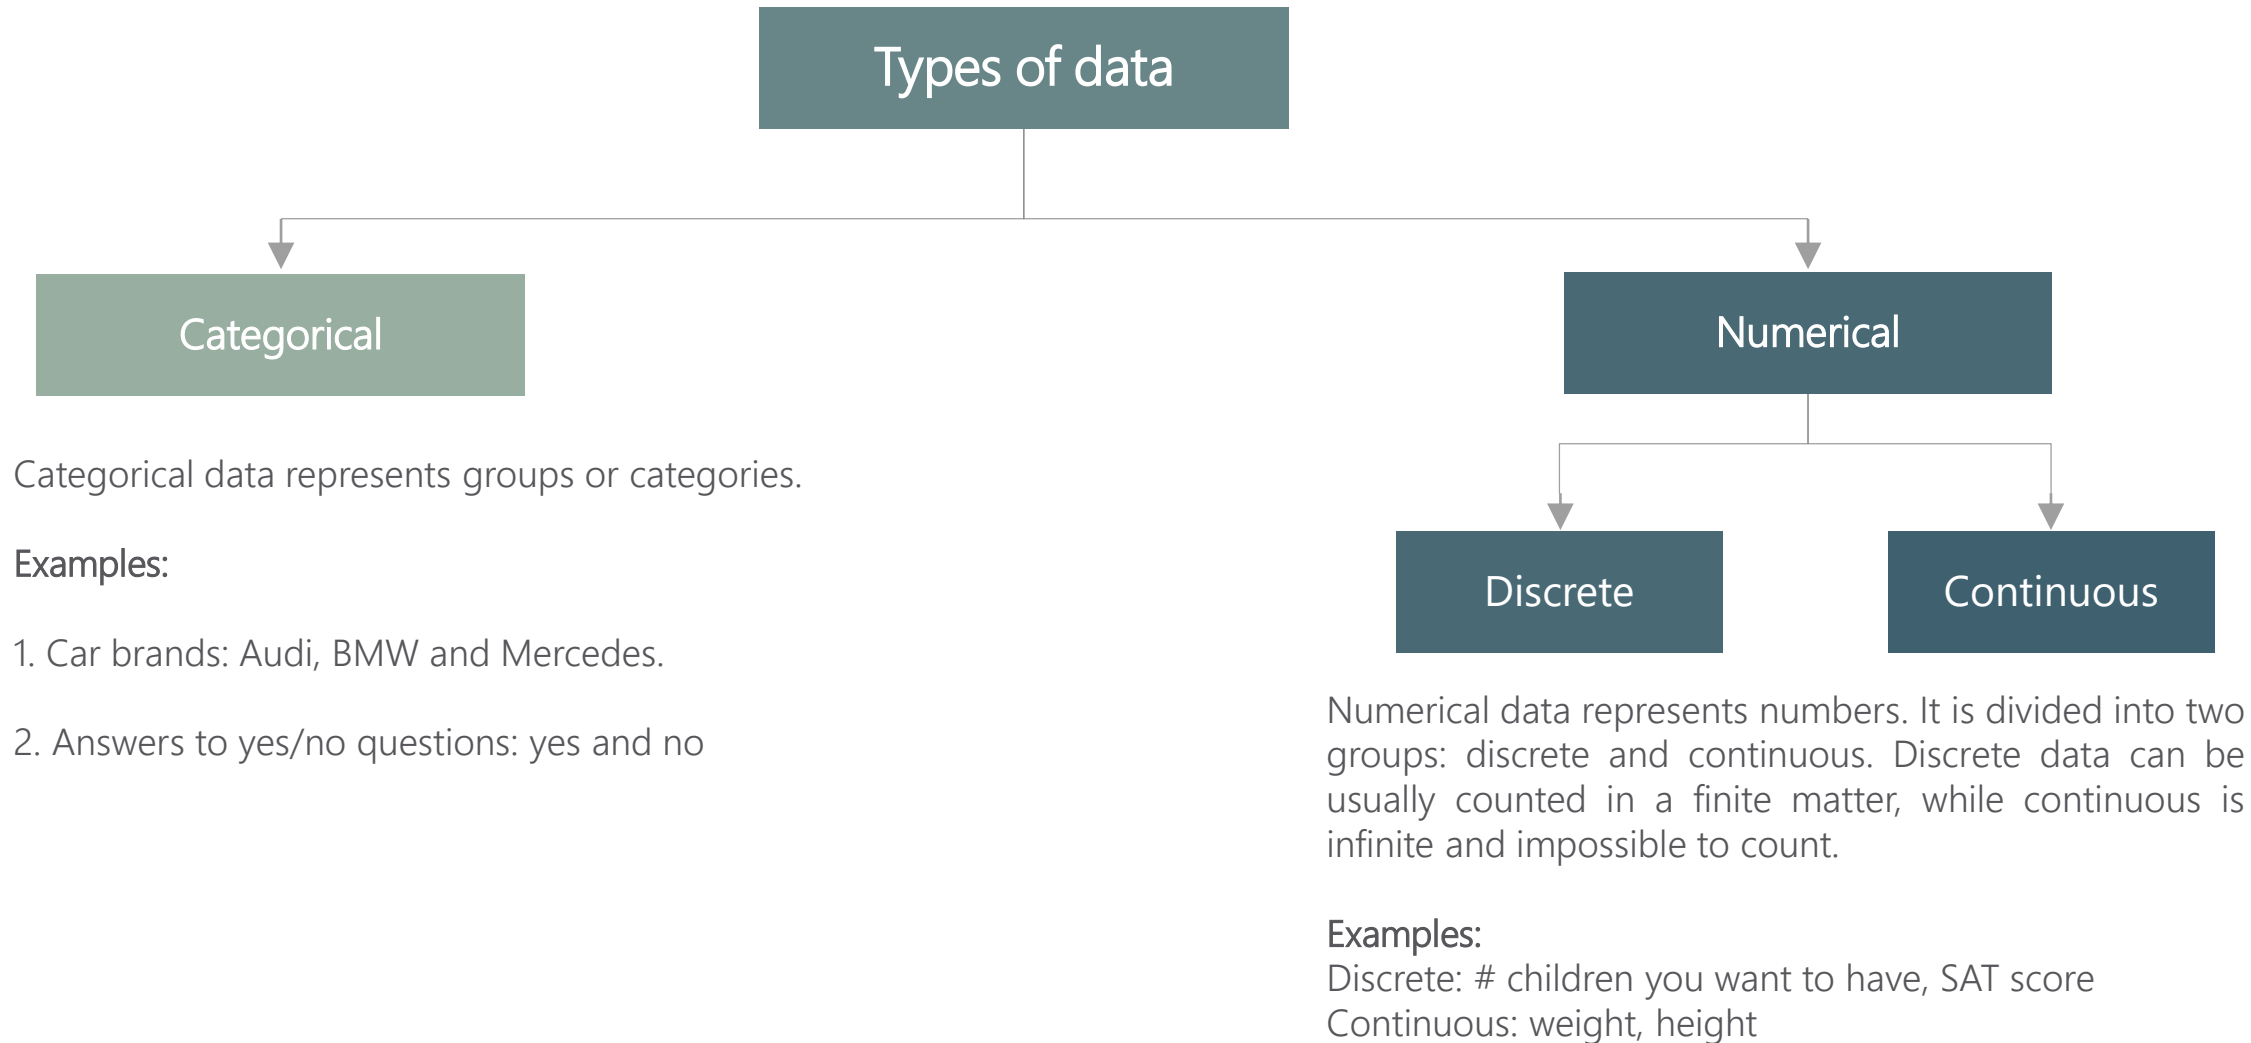 Types of data
Categorical
Numerical
Categorical data represents groups or categories.
Examples:
1. Car brands: Audi, BMW and Mercedes.
2. Answers to yes/no questions: yes and no
Discrete
Continuous
Numerical data represents numbers. It is divided into two
groups: discrete and continuous. Discrete data can be
usually counted in a finite matter, while continuous is
infinite and impossible to count.
Examples:
Discrete: # children you want to have, SAT score
Continuous: weight, height